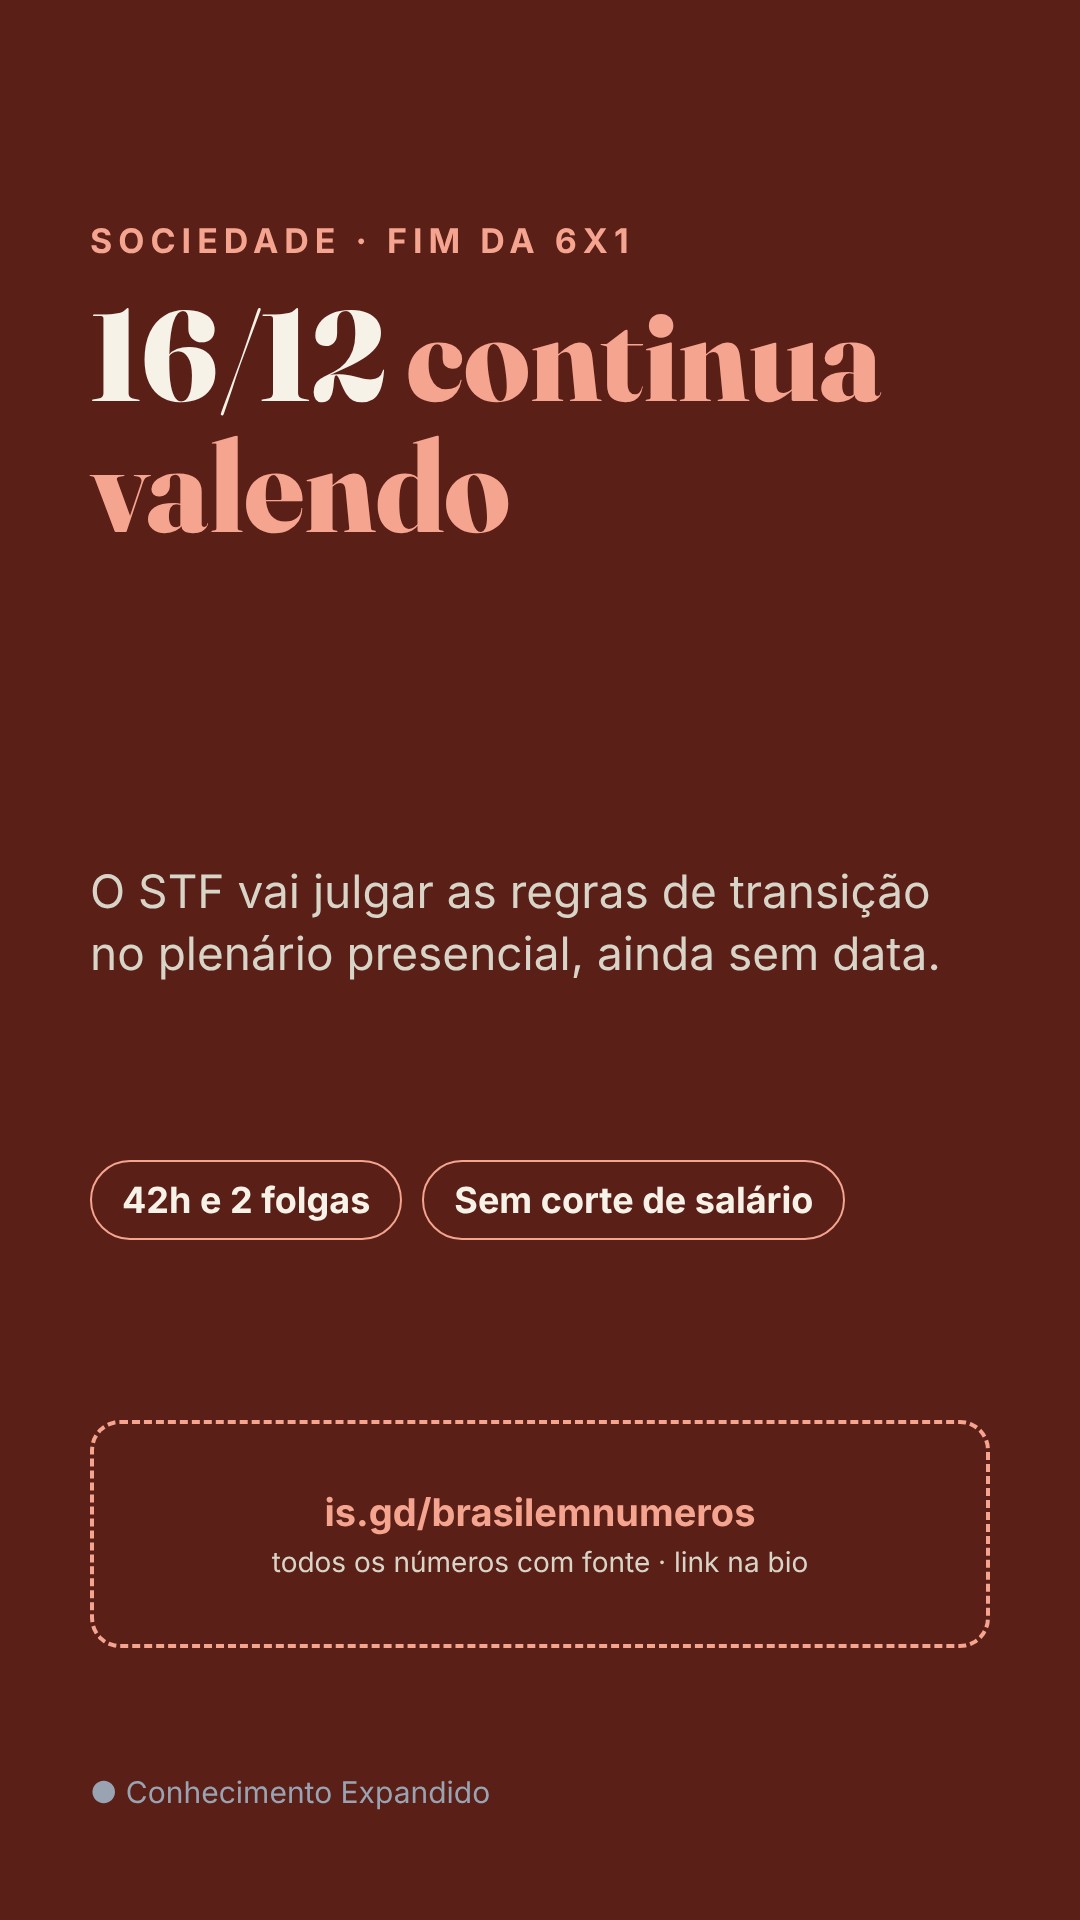 SOCIEDADE · FIM DA 6X1
16/12 continua
valendo
O STF vai julgar as regras de transição
no plenário presencial, ainda sem data.
42h e 2 folgas
Sem corte de salário
is.gd/brasilemnumeros
todos os números com fonte · link na bio
Conhecimento Expandido